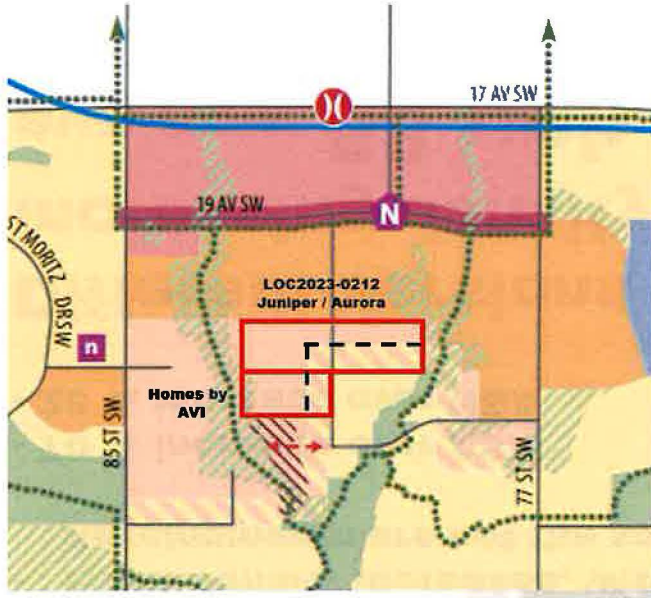 17 AV SW
19 AV SW
N
ST MORITZ DR SW
LOC2023-0212
Juniper / Aurora
n
Homes by
AVI
85 ST SW
77 ST SW